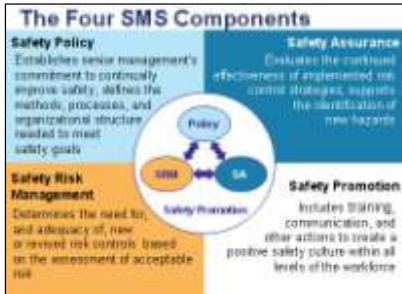 The Four SMS Components
Safety Policy
Establishes senior management's
commitment to continually
improve safety, defines the
methods, processes, and
organizational structure
needed to meet
safety goals
Safety Assurance
Evaluates the continued
effectiveness of implemented risk
control strategies, supports
the identification of
new hazards
Policy
SRM
SA
Safety Promotion
Safety Risk
Management
Determines the need for,
and adequacy of, new
or revised risk controls based
on the assessment of acceptable
risk
Safety Promotion
Includes training,
communication, and
other actions to create a
positive safety culture within all
levels of the workforce